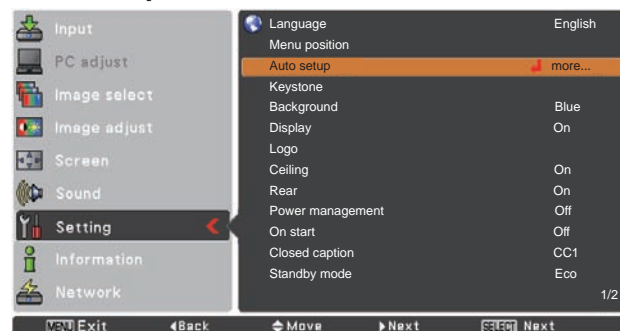 Input
PC adjust
Image select
Image adjust
Screen
Sound
Setting
Information
Network
Language English
Menu position
Auto setup more...
Keystone
Background Blue
Display On
Logo
Ceiling On
Rear On
Power management Off
On start Off
Closed caption CC1
Standby mode Eco
1/2
MENU Exit Back Move Next SELECT Next